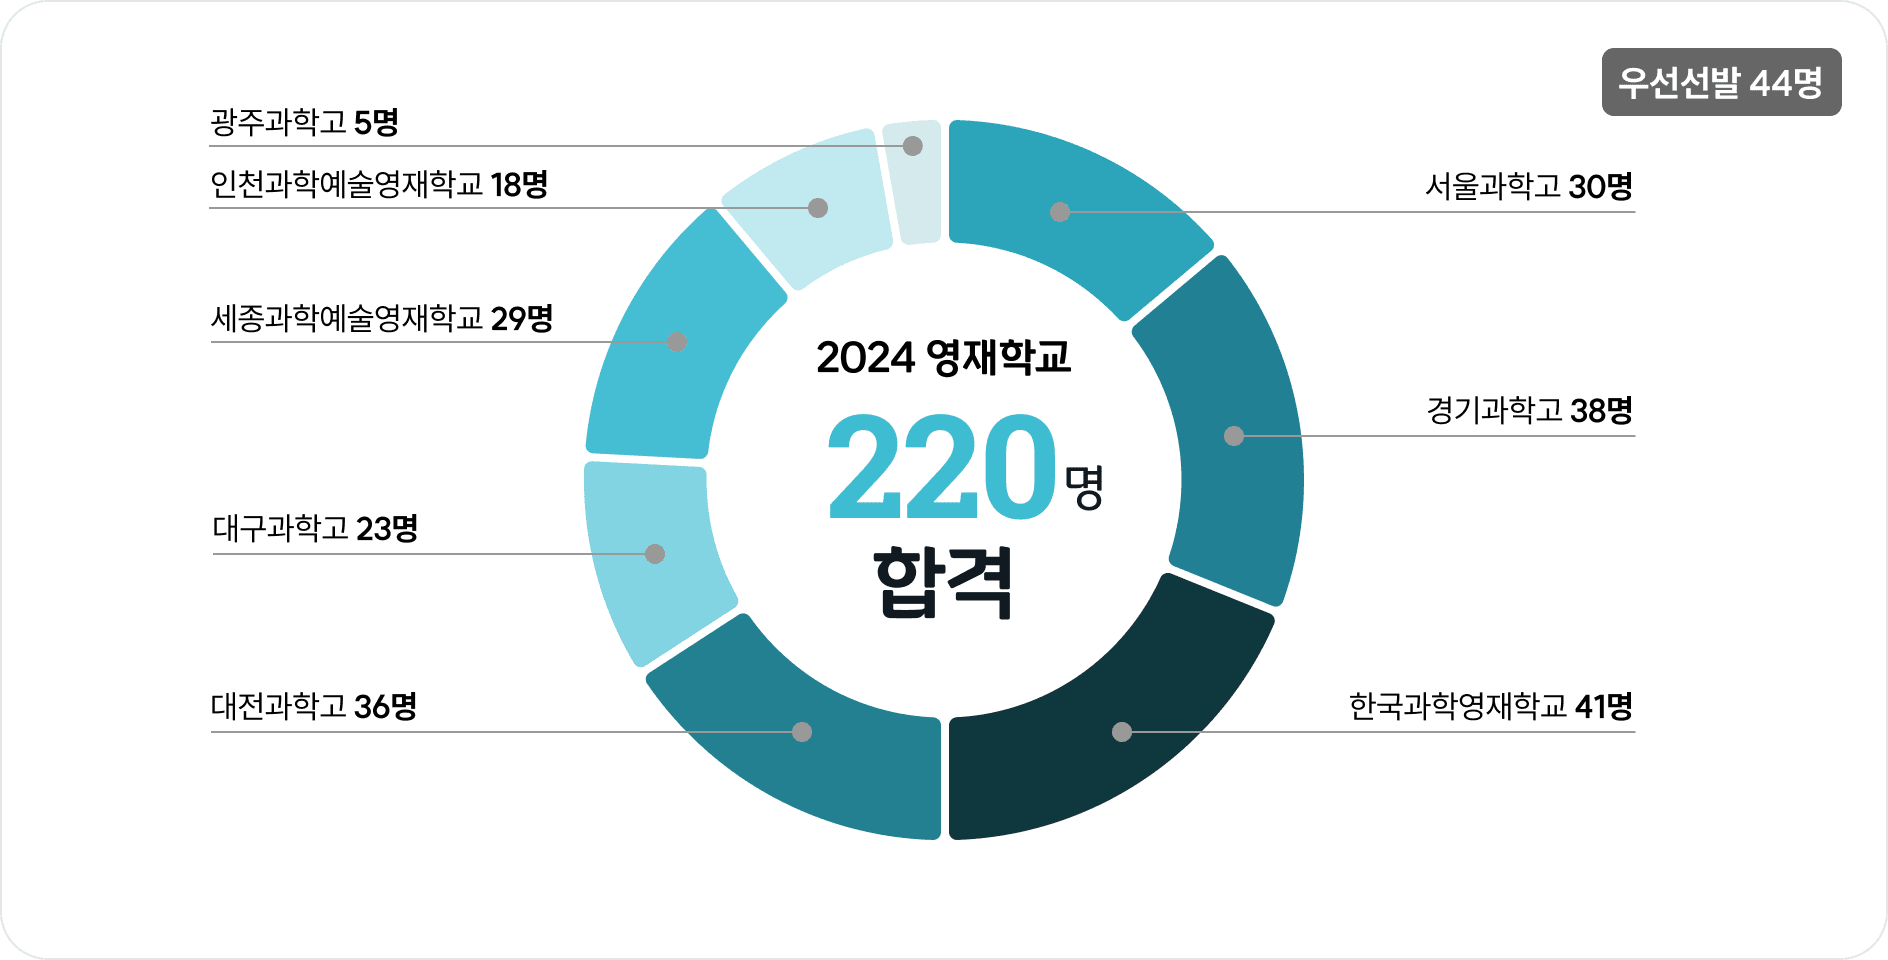 우선선발 44명
광주과학고 5명
인천과학예술영재학교 18명
세종과학예술영재학교 29명
대구과학고 23명
대전과학고 36명
2024 영재학교
220명
합격
서울과학고 30명
경기과학고 38명
한국과학영재학교 41명